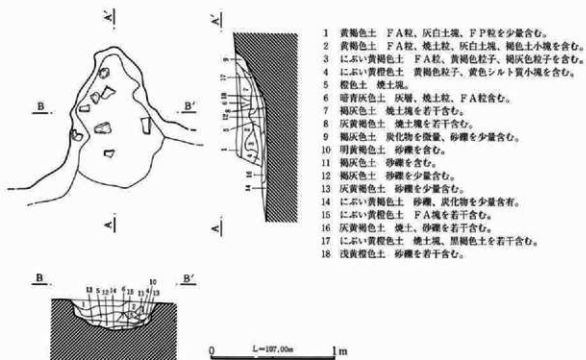 A A′
B B′
1 黄褐色土 FA粒、灰白土塊、FP粒を少量含む。
2 黄褐色土 FA粒、焼土粒、灰白土塊、褐色土小塊を含む。
3 にぶい黄褐色土 FA粒、黄褐色粒子、褐灰色粒子を含む。
4 にぶい黄橙色土 黄褐色粒子、黄色シルト質小塊を含む。
5 橙色土 焼土塊。
6 暗青灰色土 灰層、焼土粒、FA粒含む。
7 褐灰色土 焼土塊を若干含む。
8 灰黄褐色土 焼土塊を若干含む。
9 褐灰色土 炭化物を微量、砂礫を少量含む。
10 明黄褐色土 砂礫を含む。
11 褐灰色土 砂礫を含む。
12 褐灰色土 砂礫を少量含む。
13 灰黄褐色土 砂礫を少量含む。
14 にぶい黄褐色土 砂礫、炭化物を少量含有。
15 にぶい黄橙色土 FA塊を若干含む。
16 灰黄褐色土 焼土、砂礫を若干含む。
17 にぶい黄橙色土 焼土塊、黒褐色土を若干含む。
18 浅黄橙色土 砂礫を若干含む。
A A′
B B′
0 L=107.00m 1m